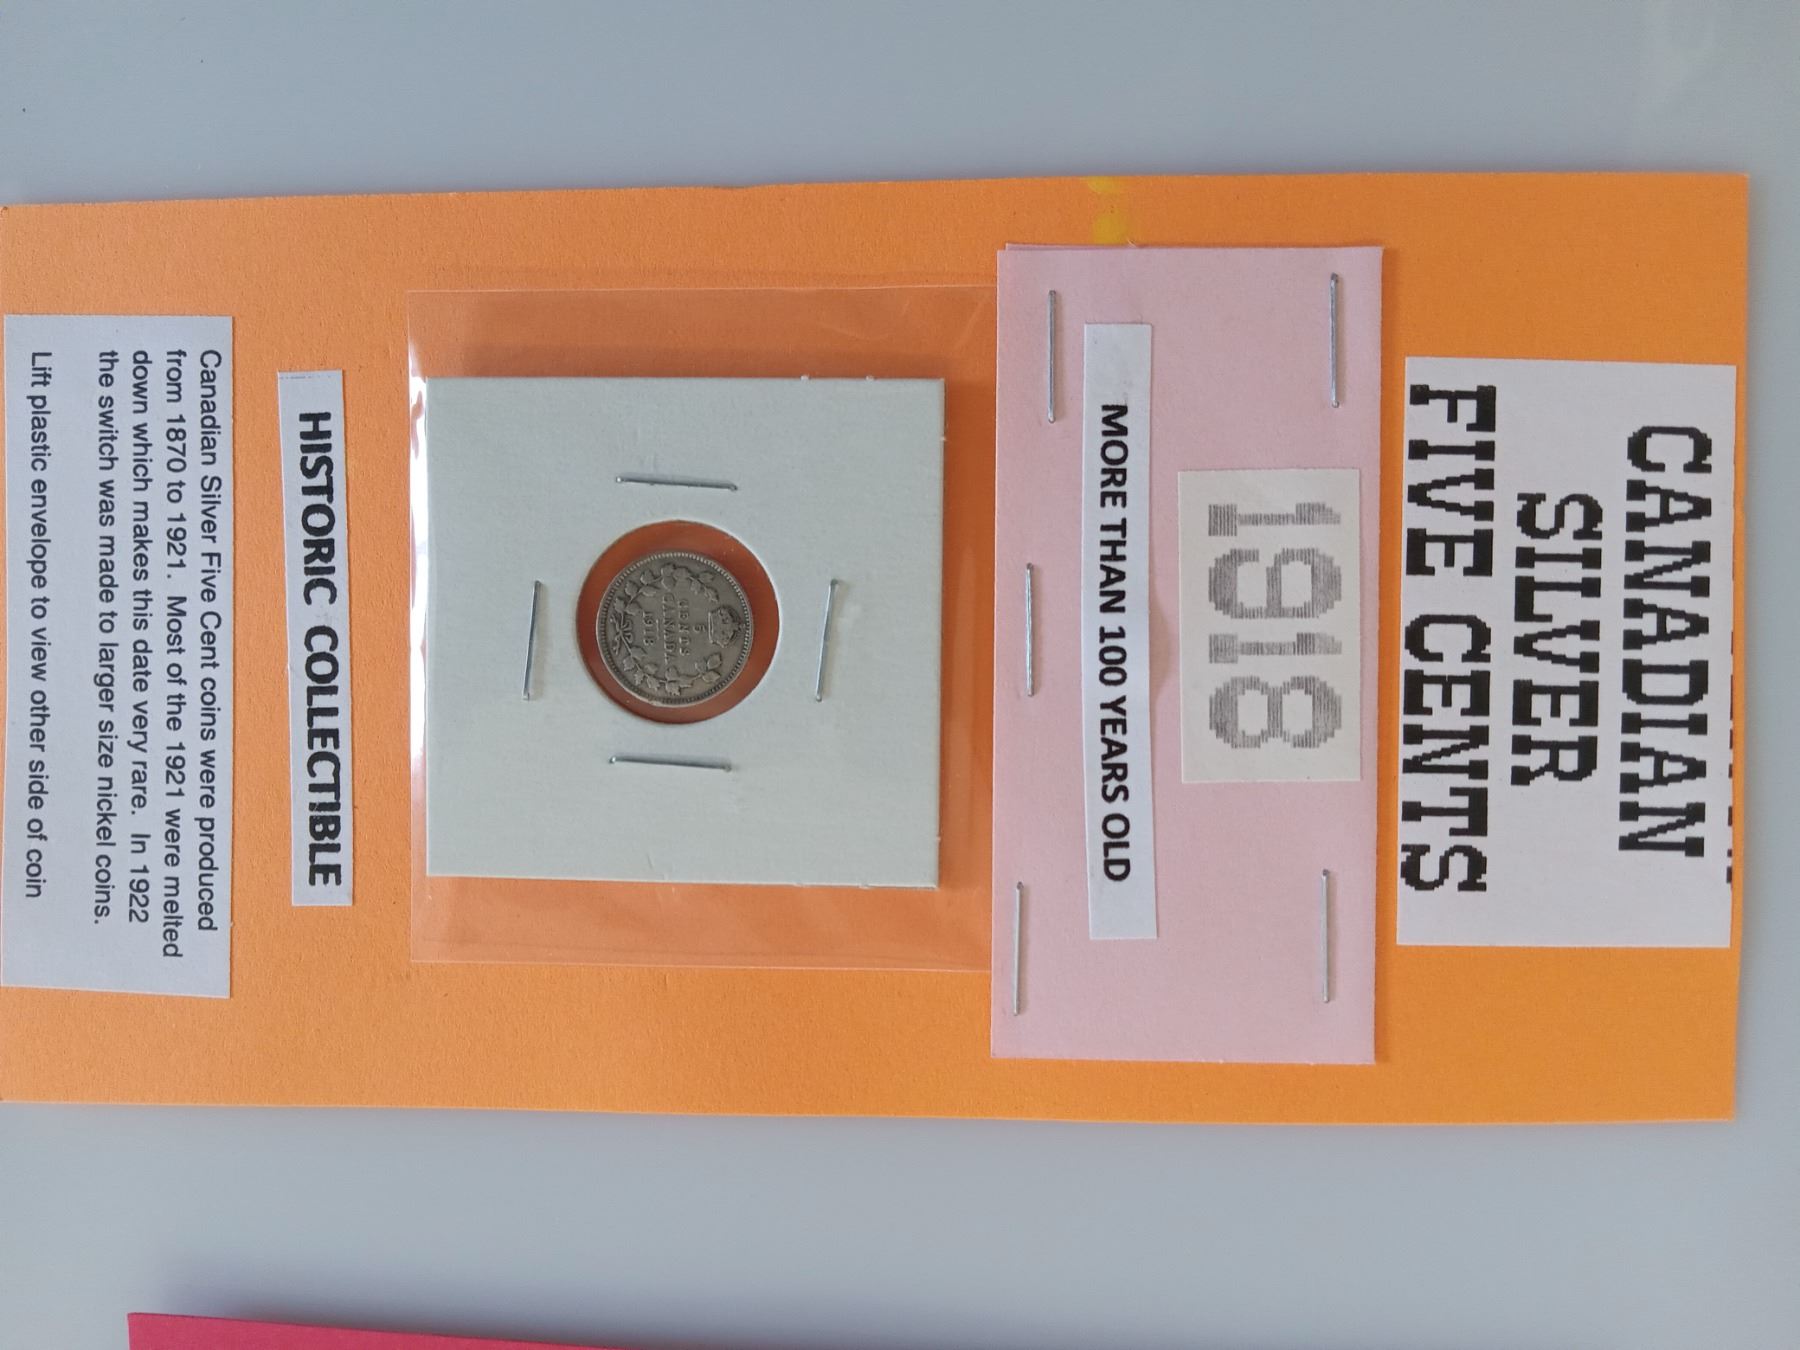 CANADIAN
SILVER
FIVE CENTS
1918
MORE THAN 100 YEARS OLD
5
CENTS
CANADA
1918
HISTORIC COLLECTIBLE
Canadian Silver Five Cent coins were produced
from 1870 to 1921. Most of the 1921 were melted
down which makes this date very rare. In 1922
the switch was made to larger size nickel coins.
Lift plastic envelope to view other side of coin